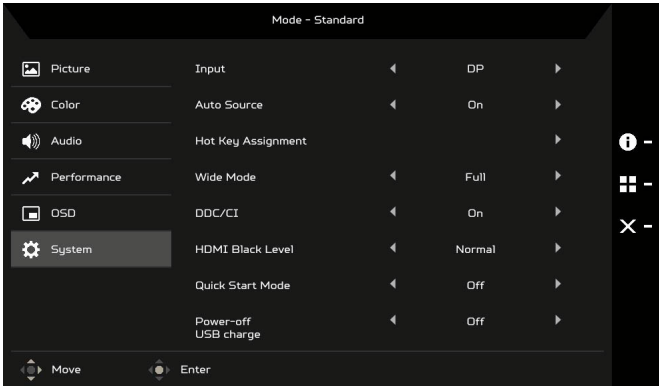 Mode - Standard
Picture
Input DP
Color
Auto Source On
Audio
Hot Key Assignment
Performance
Wide Mode Full
OSD
DDC/CI On
System
HDMI Black Level Normal
Quick Start Mode Off
Power-off Off
USB charge
Move Enter